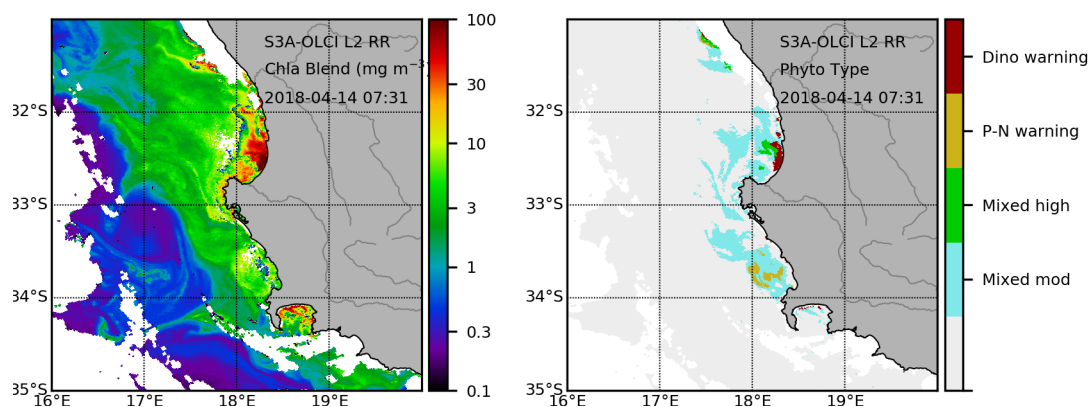 S3A-OLCI L2 RR
Chla Blend (mg m⁻³
2018-04-14 07:31
32°S
33°S
34°S
35°S
16°E
17°E
18°E
19°E
100
30
10
3
1
0.3
0.1
S3A-OLCI L2 RR
Phyto Type
2018-04-14 07:31
32°S
33°S
34°S
35°S
16°E
17°E
18°E
19°E
Dino warning
P-N warning
Mixed high
Mixed mod